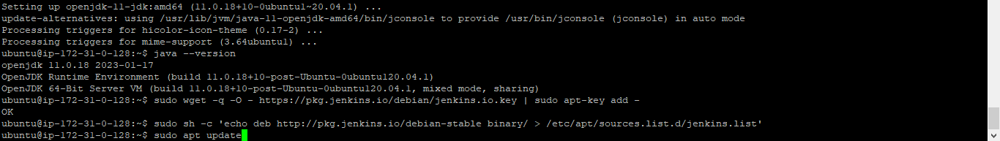 Setting up openjdk-11-jdk:amd64 (11.0.18+10-0ubuntu1~20.04.1) ...
update-alternatives: using /usr/lib/jvm/java-11-openjdk-amd64/bin/jconsole to provide /usr/bin/jconsole (jconsole) in auto mode
Processing triggers for hicolor-icon-theme (0.17-2) ...
Processing triggers for mime-support (3.64ubuntu1) ...
ubuntu@ip-172-31-0-128:~$ java --version
openjdk 11.0.18 2023-01-17
OpenJDK Runtime Environment (build 11.0.18+10-post-Ubuntu-0ubuntu120.04.1)
OpenJDK 64-Bit Server VM (build 11.0.18+10-post-Ubuntu-0ubuntu120.04.1, mixed mode, sharing)
ubuntu@ip-172-31-0-128:~$ sudo wget -q -O - https://pkg.jenkins.io/debian/jenkins.io.key | sudo apt-key add -
OK
ubuntu@ip-172-31-0-128:~$ sudo sh -c 'echo deb http://pkg.jenkins.io/debian-stable binary/ > /etc/apt/sources.list.d/jenkins.list'
ubuntu@ip-172-31-0-128:~$ sudo apt update